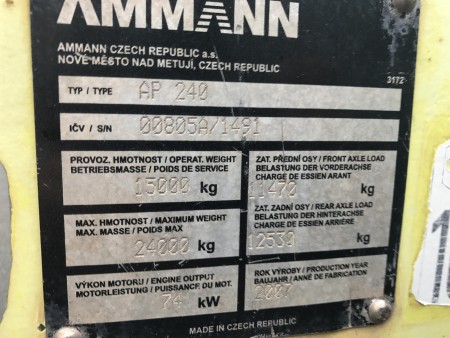 AMMANN
AMMANN CZECH REPUBLIC a.s.
NOVÉ MĚSTO NAD METUJÍ, CZECH REPUBLIC
3172
TYP / TYPE AP 240
IČV / S/N 00805A/1491
PROVOZ. HMOTNOST / OPERAT. WEIGHT
BETRIEBSMASSE / POIDS DE SERVICE
15000 kg
ZAT. PŘEDNÍ OSY / FRONT AXLE LOAD
BELASTUNG DER VORDERACHSE
CHARGE DE ESSIEN ARANT
11470 kg
MAX. HMOTNOST / MAXIMUM WEIGHT
MAX. MASSE / POIDS MAX
24000 kg
ZAT. ZADNÍ OSY / REAR AXLE LOAD
BELASTUNG DER HINTERACHSE
CHARGE DE ESSIEN ARRIÉRE
12530 kg
VÝKON MOTORU / ENGINE OUTPUT
MOTORLEISTUNG / PUISSANCE DU MOT.
74 kW
ROK VÝROBY / PRODUCTION YEAR
BAUJAHR / ANNÉ DE FABRICATION
2007
MADE IN CZECH REPUBLIC